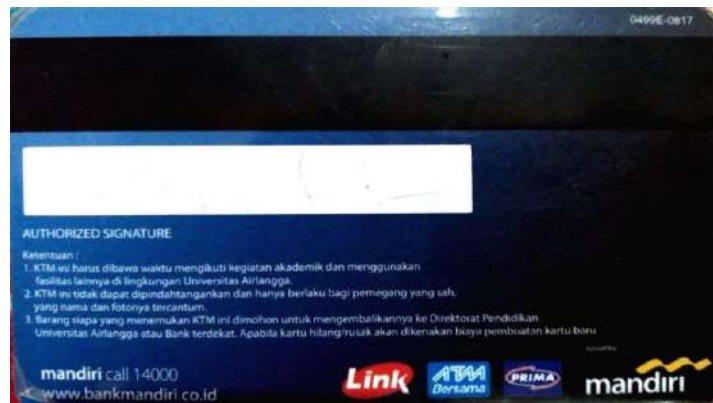 0499E-0817
AUTHORIZED SIGNATURE
Ketentuan :
1. KTM ini harus dibawa waktu mengikuti kegiatan akademik dan menggunakan
fasilitas lainnya di lingkungan Universitas Airlangga.
2. KTM ini tidak dapat dipindahtangankan dan hanya berlaku bagi pemegang yang sah,
yang nama dan fotonya tercantum.
3. Barang siapa yang menemukan KTM ini dimohon untuk mengembalikannya ke Direktorat Pendidikan
Universitas Airlangga atau Bank terdekat. Apabila kartu hilang/rusak akan dikenakan biaya pembuatan kartu baru
mandiri call 14000
www.bankmandiri.co.id
Link
ATM
Bersama
PRIMA
mandiri